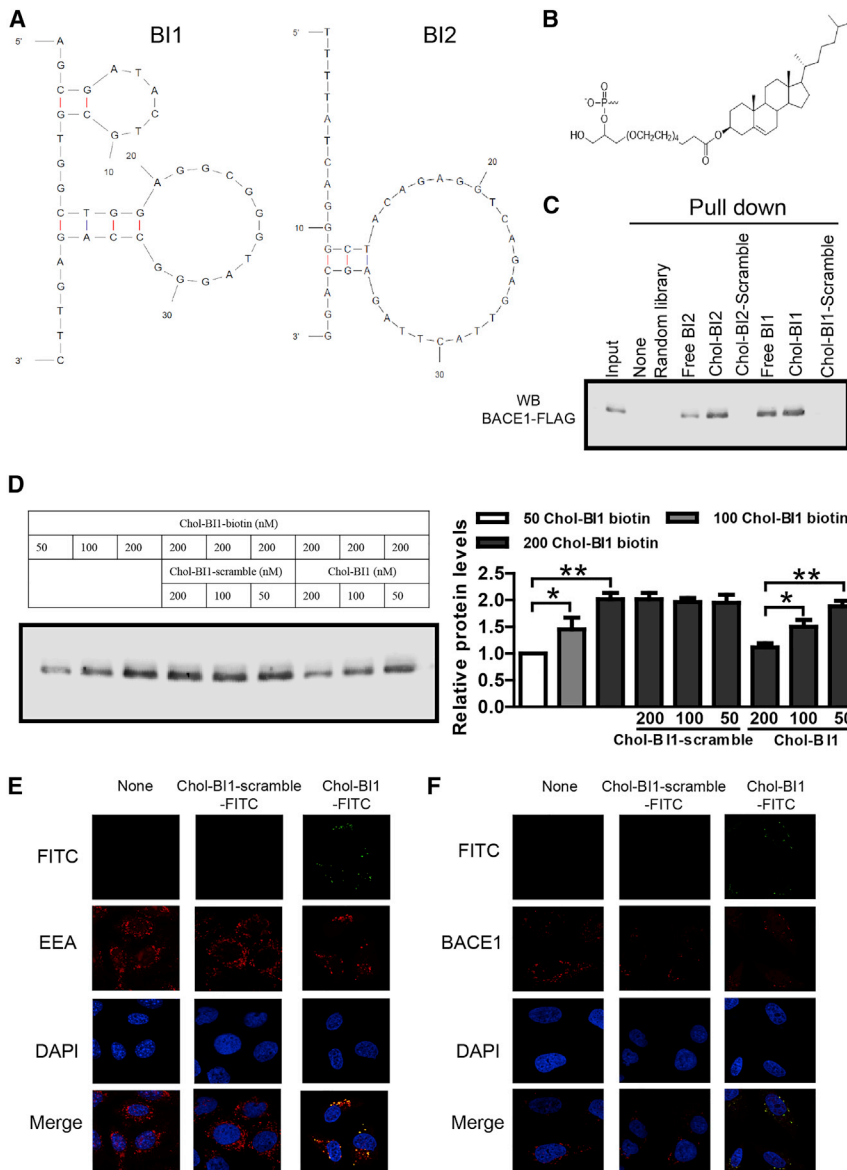 A
BI1
BI2
5'
A
G
C
G
T
G
G
C
G
A
G
T
T
C
3'
G A T A C T C G
10
T G G A G G C G G G T A G G G C C A
20
30
5'
T
T
T
T
A
T
C
A
G
G
G
C
A
G
G
3'
10
C T A C A G A G G T C A G A G T T A C T T A G A G
20
30
B
-O
P
O
O
HO
(OCH2CH2)4
O
O
H
H
H
C
Pull down
Input
None
Random library
Free BI2
Chol-BI2
Chol-BI2-Scramble
Free BI1
Chol-BI1
Chol-BI1-Scramble
WB
BACE1-FLAG
D
Chol-BI1-biotin (nM)
50 100 200 200 200 200 200 200 200
Chol-BI1-scramble (nM) Chol-BI1 (nM)
200 100 50 200 100 50
50 Chol-BI1 biotin 100 Chol-BI1 biotin
200 Chol-BI1 biotin
Relative protein levels
2.5
2.0
1.5
1.0
0.5
0.0
**
*
**
*
200 100 50 200 100 50
Chol-BI1-scramble Chol-BI1
E
None Chol-BI1-scramble Chol-BI1
-FITC -FITC
FITC
EEA
DAPI
Merge
F
None Chol-BI1-scramble Chol-BI1
-FITC -FITC
FITC
BACE1
DAPI
Merge